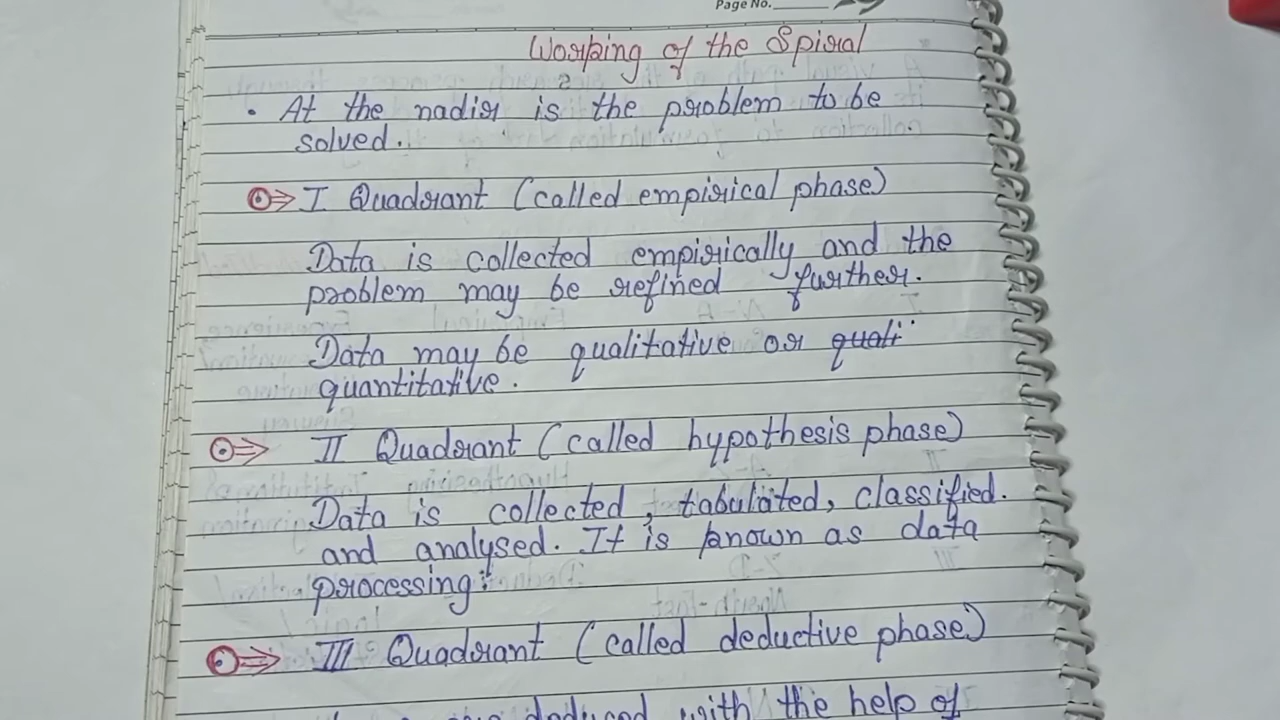 Page No.
Working of the Spiral
• At the nadir is the problem to be
solved.
I Quadrant (called empirical phase)
Data is collected empirically and the
problem may be refined further.
Data may be qualitative or quali
quantitative.
II Quadrant (called hypothesis phase)
Data is collected, tabulated, classified.
and analysed. It is known as data
processing.
III Quadrant (called deductive phase)
deduced with the help of